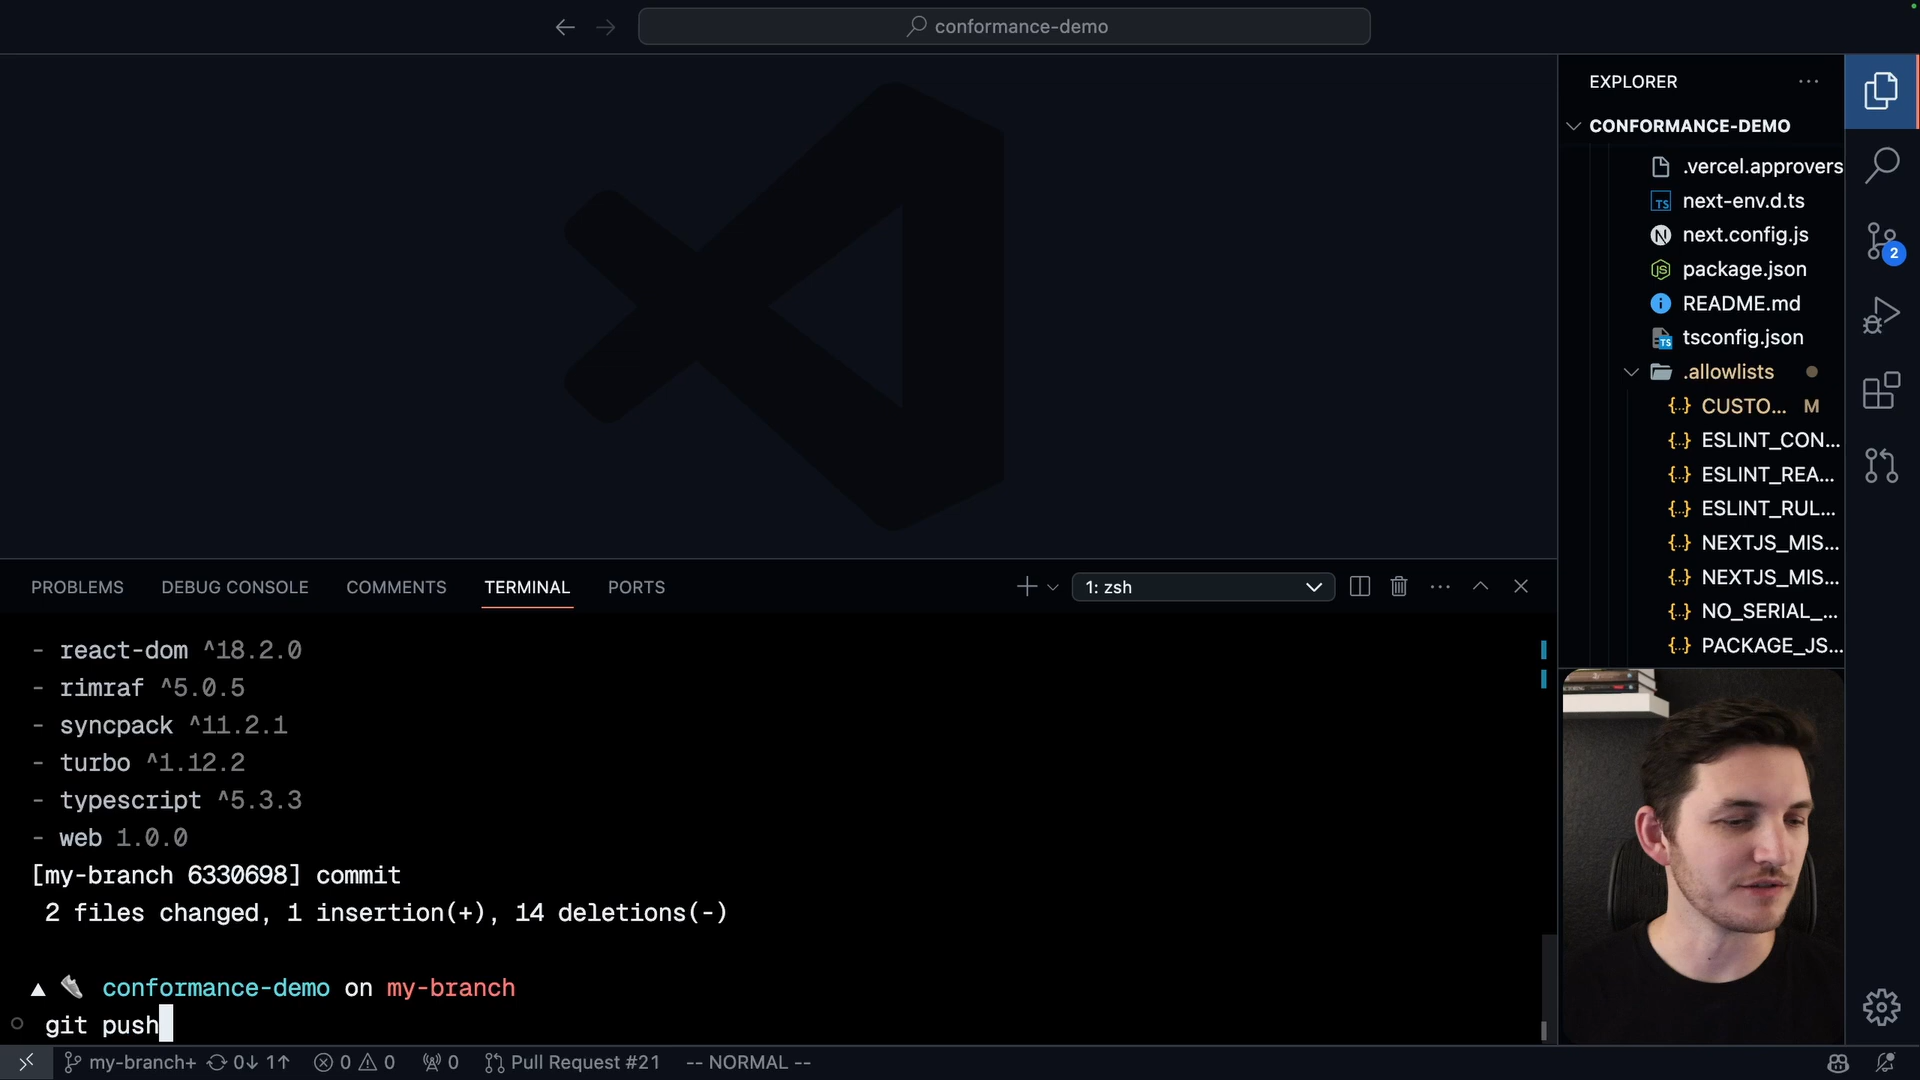 conformance-demo
EXPLORER
CONFORMANCE-DEMO
.vercel.approvers
next-env.d.ts
next.config.js
package.json
README.md
tsconfig.json
.allowlists
CUSTO... M
ESLINT_CON...
ESLINT_REA...
ESLINT_RUL...
NEXTJS_MIS...
NEXTJS_MIS...
NO_SERIAL_...
PACKAGE_JS...
2
PROBLEMS DEBUG CONSOLE COMMENTS TERMINAL PORTS 1: zsh
- react-dom ^18.2.0
- rimraf ^5.0.5
- syncpack ^11.2.1
- turbo ^1.12.2
- typescript ^5.3.3
- web 1.0.0
[my-branch 6330698] commit
2 files changed, 1 insertion(+), 14 deletions(-)
conformance-demo on my-branch
git push
my-branch+ 0↓ 1↑ 0 0 0 Pull Request #21 -- NORMAL --